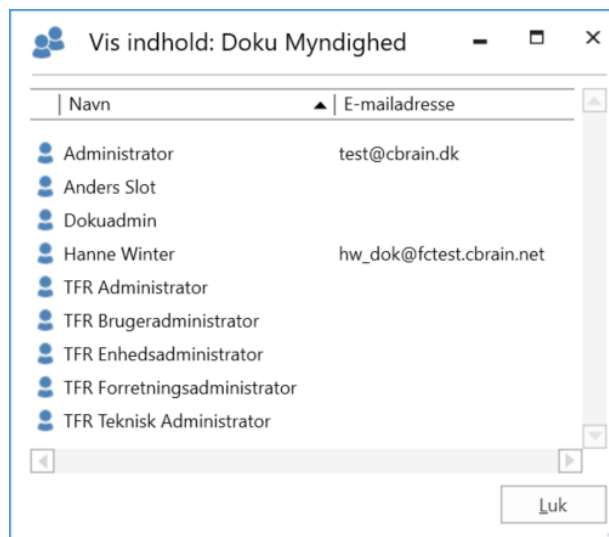 Vis indhold: Doku Myndighed
Navn E-mailadresse
Administrator test@cbrain.dk
Anders Slot
Dokuadmin
Hanne Winter hw_dok@fctest.cbrain.net
TFR Administrator
TFR Brugeradministrator
TFR Enhedsadministrator
TFR Forretningsadministrator
TFR Teknisk Administrator
Luk